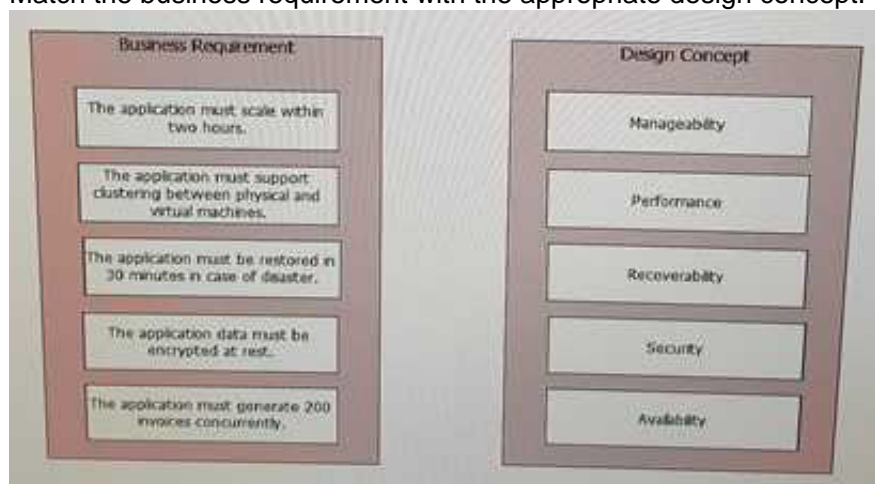 Match the business requirement with the appropriate design concept.
Business Requirement
The application must scale within
two hours.
The application must support
clustering between physical and
virtual machines.
The application must be restored in
30 minutes in case of disaster.
The application data must be
encrypted at rest.
The application must generate 200
invoices concurrently.
Design Concept
Manageability
Performance
Recoverability
Security
Availability